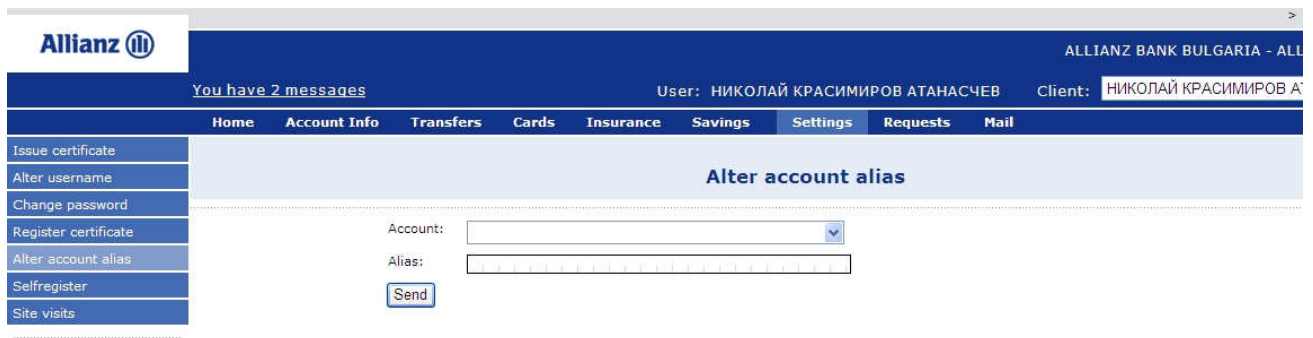 >
Allianz
ALLIANZ BANK BULGARIA - ALL
You have 2 messages
User: НИКОЛАЙ КРАСИМИРОВ АТАНАСЧЕВ
Client: НИКОЛАЙ КРАСИМИРОВ АТ
Home Account Info Transfers Cards Insurance Savings Settings Requests Mail
Issue certificate
Alter username
Change password
Register certificate
Alter account alias
Selfregister
Site visits
Alter account alias
Account:
Alias:
Send